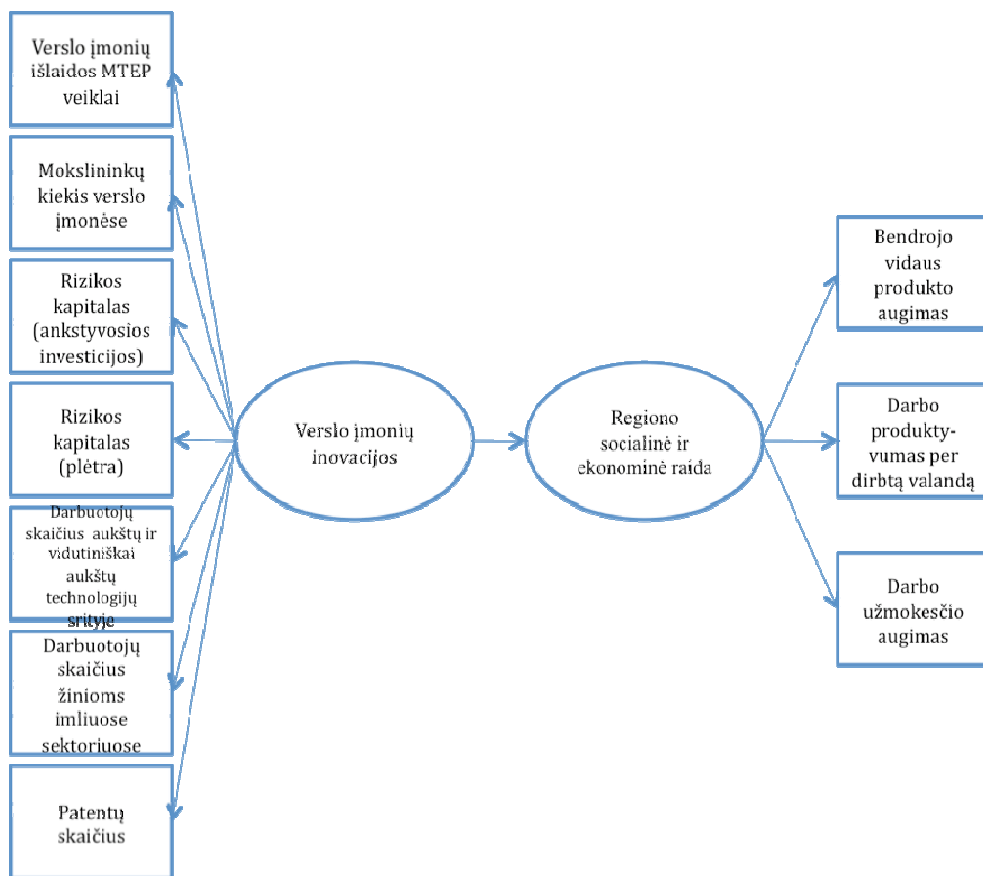 Verslo įmonių
išlaidos MTEP
veiklai
Mokslininkų
kiekis verslo
įmonėse
Rizikos
kapitalas
(ankstyvosios
investicijos)
Rizikos
kapitalas
(plėtra)
Darbuotojų
skaičius aukštų ir
vidutiniškai
aukštų
technologijų
srityje
Darbuotojų
skaičius
žinioms
imliuose
sektoriuose
Patentų
skaičius
Verslo įmonių
inovacijos
Regiono
socialinė ir
ekonominė raida
Bendrojo
vidaus
produkto
augimas
Darbo
produkty-
vumas per
dirbtą valandą
Darbo
užmokesčio
augimas